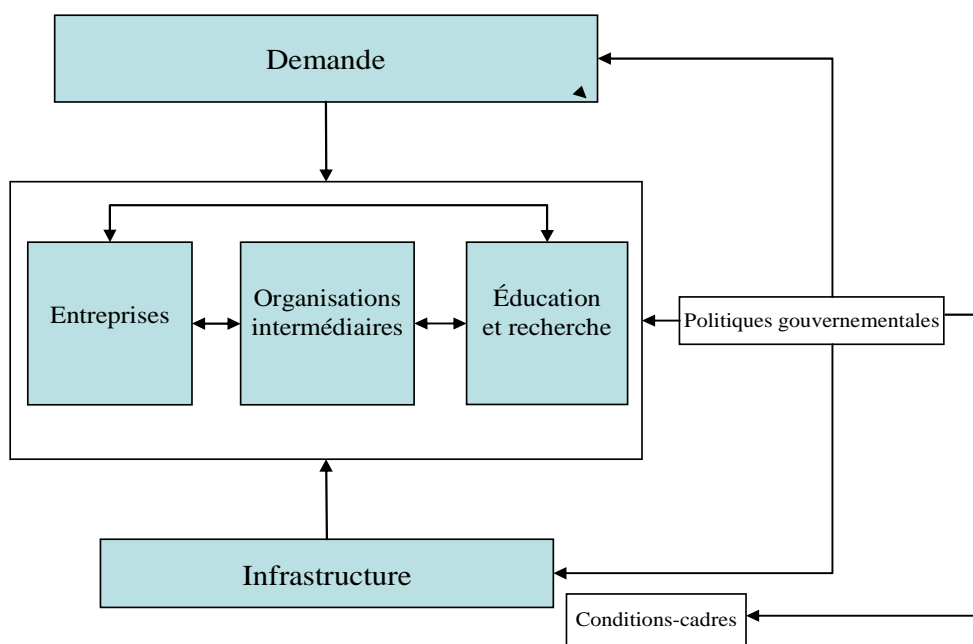 Demande
Entreprises
Organisations
intermédiaires
Éducation
et recherche
Politiques gouvernementales
Infrastructure
Conditions-cadres